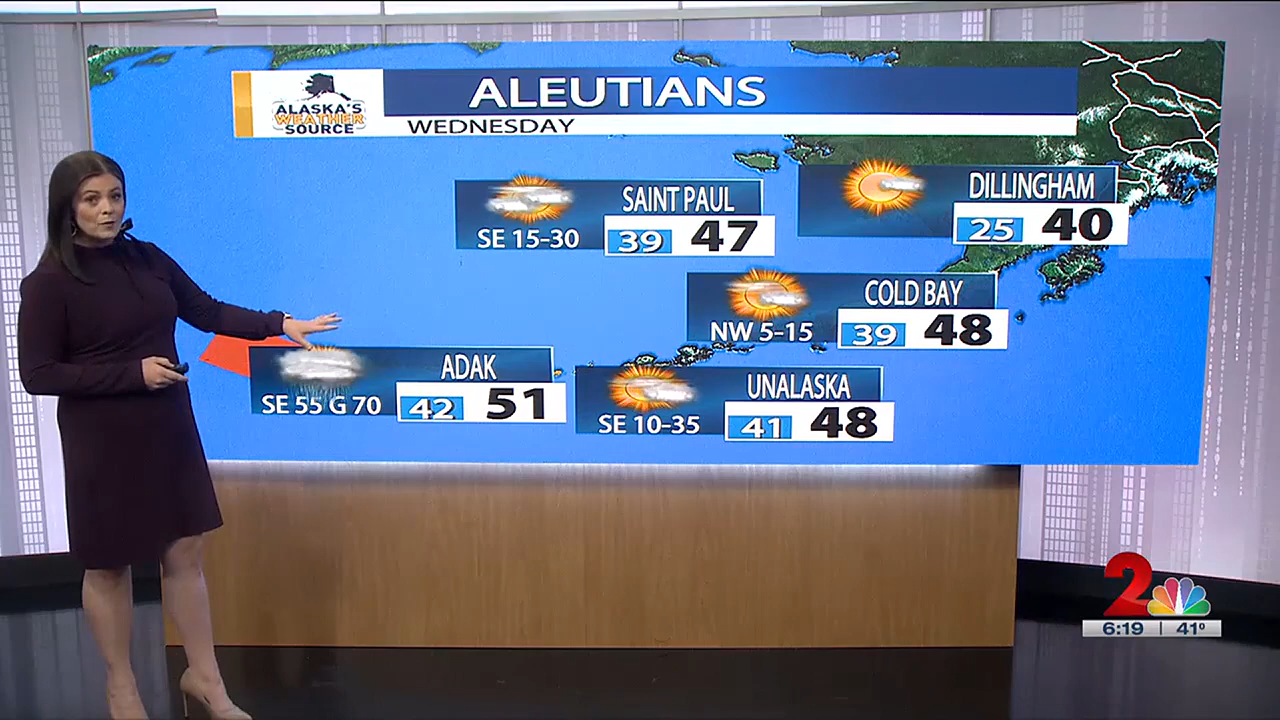 ALASKA'S
WEATHER
SOURCE
ALEUTIANS
WEDNESDAY
SAINT PAUL
SE 15-30
39
47
DILLINGHAM
25
40
COLD BAY
NW 5-15
39
48
ADAK
SE 55 G 70
42
51
UNALASKA
SE 10-35
41
48
2
6:19 | 41°